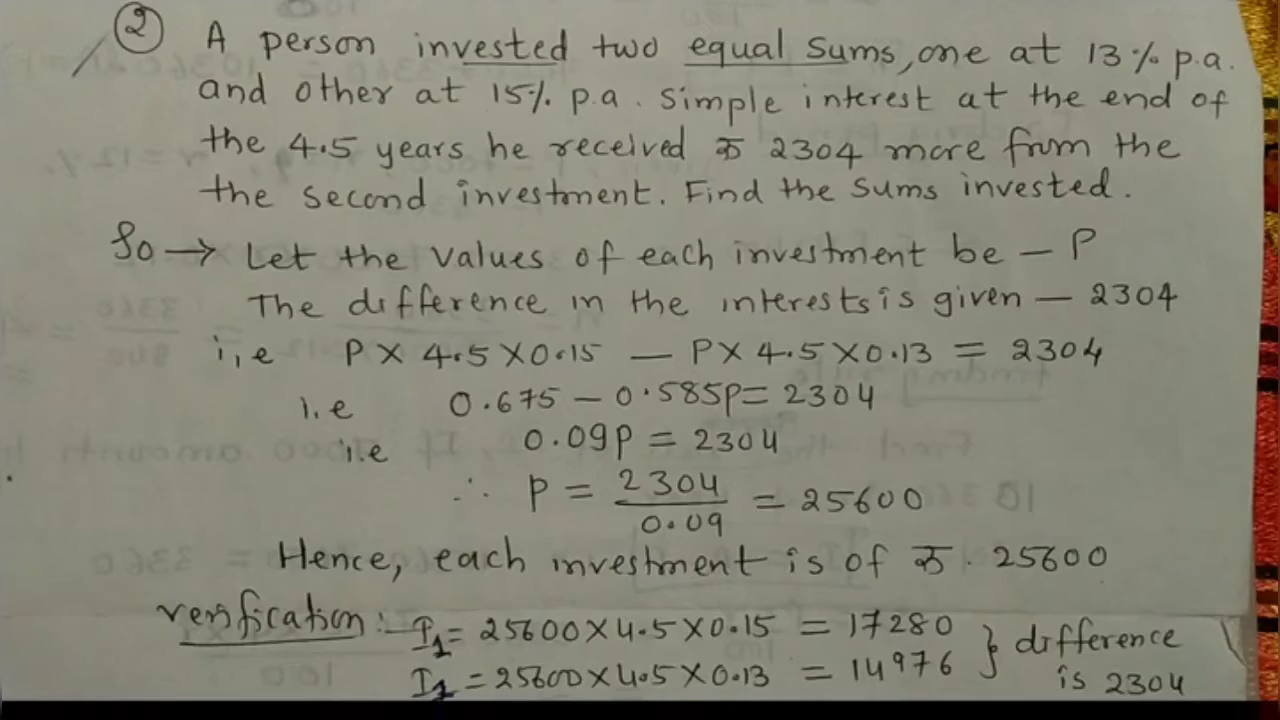 ② A person invested two equal sums, one at 13% p.a.
and other at 15% p.a. simple interest at the end of
the 4.5 years he received रु 2304 more from the
the second investment. Find the sums invested.
So → Let the values of each investment be – P
The difference in the interests is given – 2304
i,e P X 4.5 X 0.15 – P X 4.5 X 0.13 = 2304
i.e 0.675 – 0.585P = 2304
i.e 0.09P = 2304
∴ P = 2304/0.09 = 25600
Hence, each investment is of रु. 25600
verification :– I1 = 25600 X 4.5 X 0.15 = 17280 } difference
I1 = 25600 X 4.5 X 0.13 = 14976 is 2304